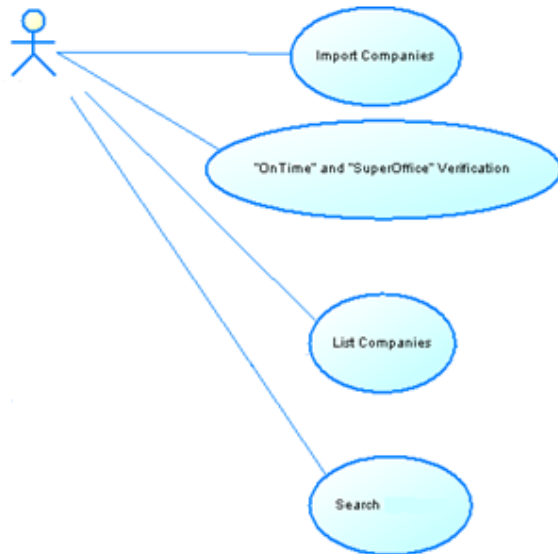 Import Companies
"OnTime" and "SuperOffice" Verification
List Companies
Search